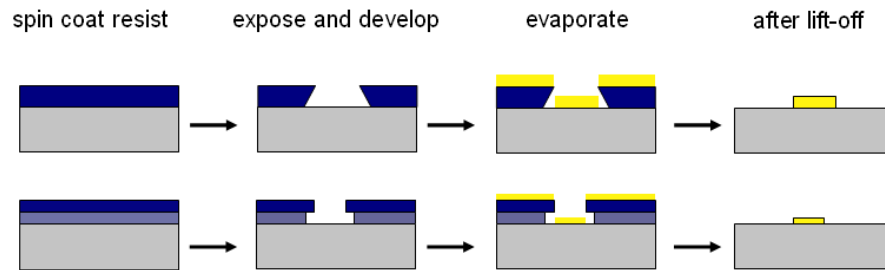 spin coat resist
expose and develop
evaporate
after lift-off